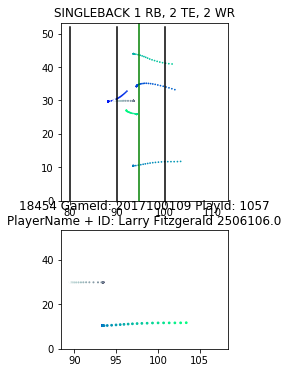 SINGLEBACK 1 RB, 2 TE, 2 WR
50
40
30
20
10
0
80 90 100 110
18454 GameId: 2017100109 PlayId: 1057
PlayerName + ID: Larry Fitzgerald 2506106.0
40
20
0
90 95 100 105